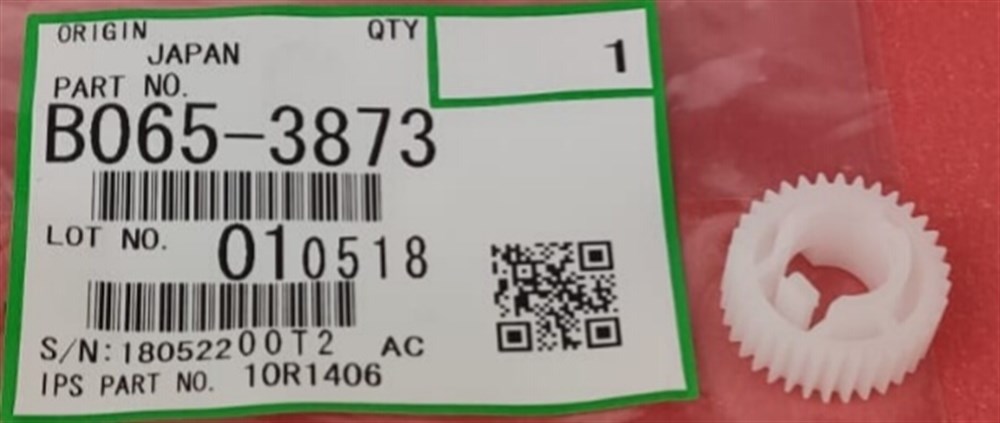 ORIGIN QTY
JAPAN 1
PART NO.
B065-3873
LOT NO. 010518
S/N:18052200T2 AC
IPS PART NO. 10R1406